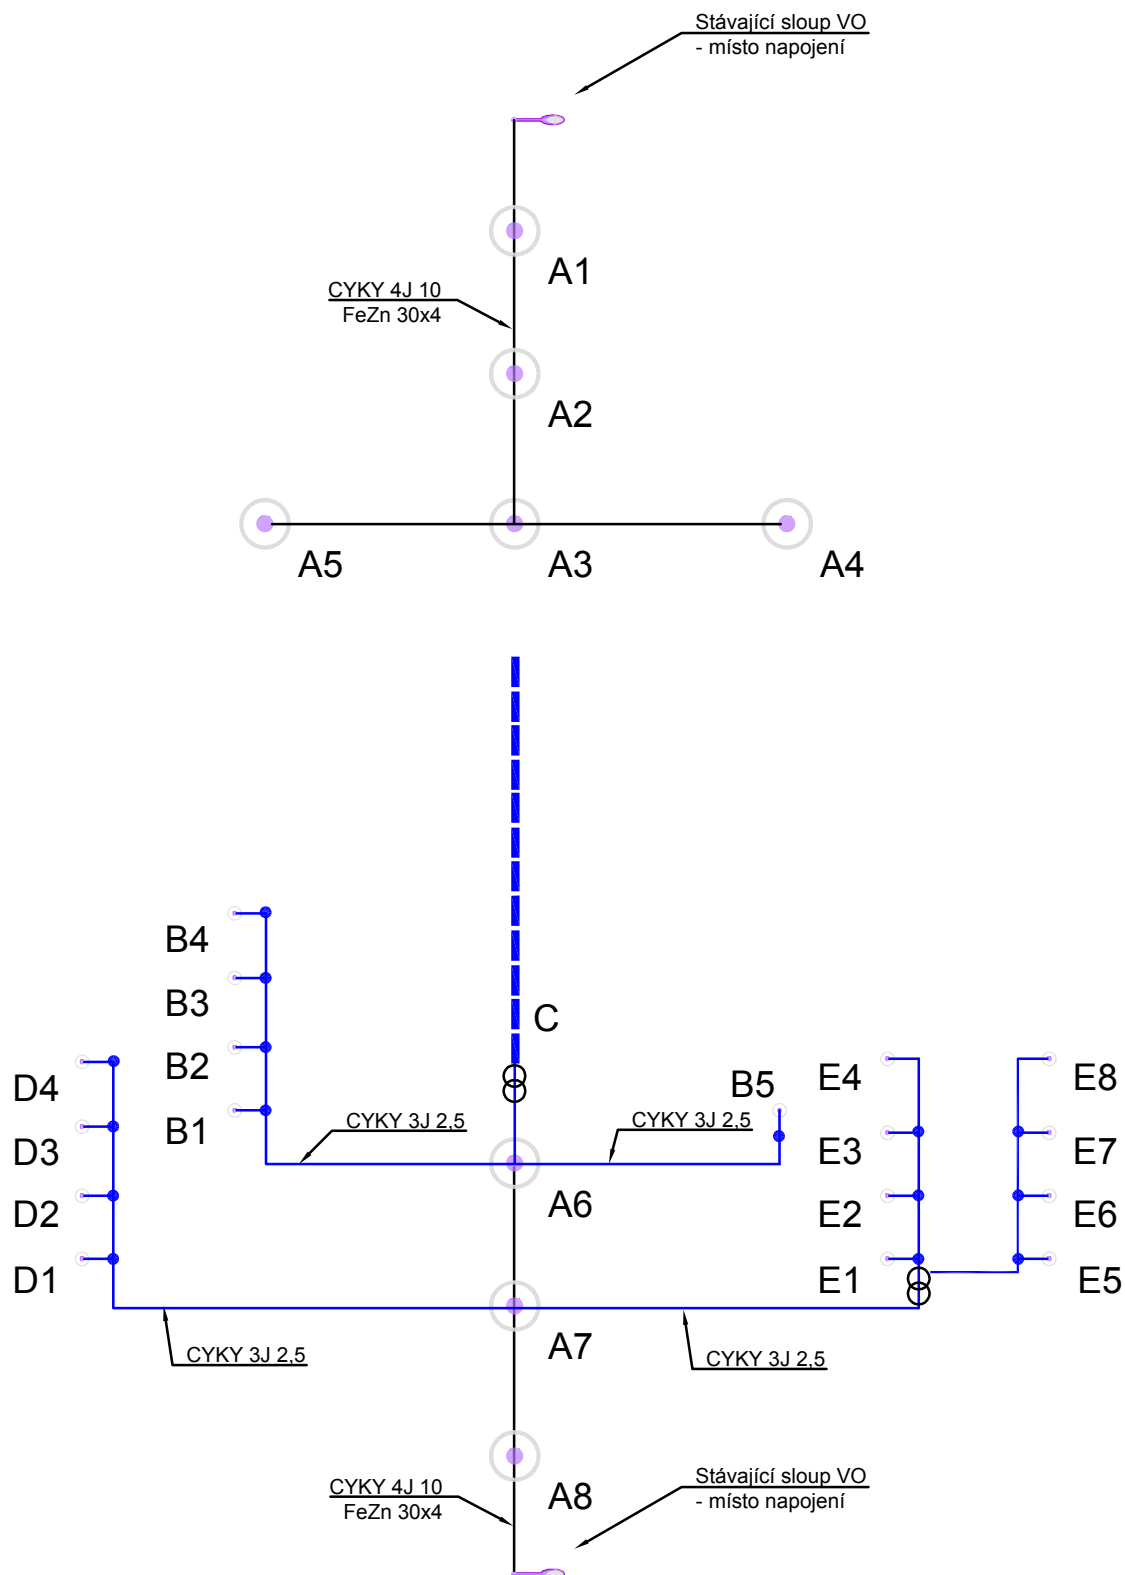 Stávající sloup VO
- místo napojení
A1
CYKY 4J 10
FeZn 30x4
A2
A5
A3
A4
B4
B3
C
B2
B5
E4
E8
D4
B1
CYKY 3J 2,5
CYKY 3J 2,5
D3
E3
E7
A6
D2
E2
E6
D1
E1
E5
A7
CYKY 3J 2,5
CYKY 3J 2,5
Stávající sloup VO
- místo napojení
CYKY 4J 10
FeZn 30x4
A8